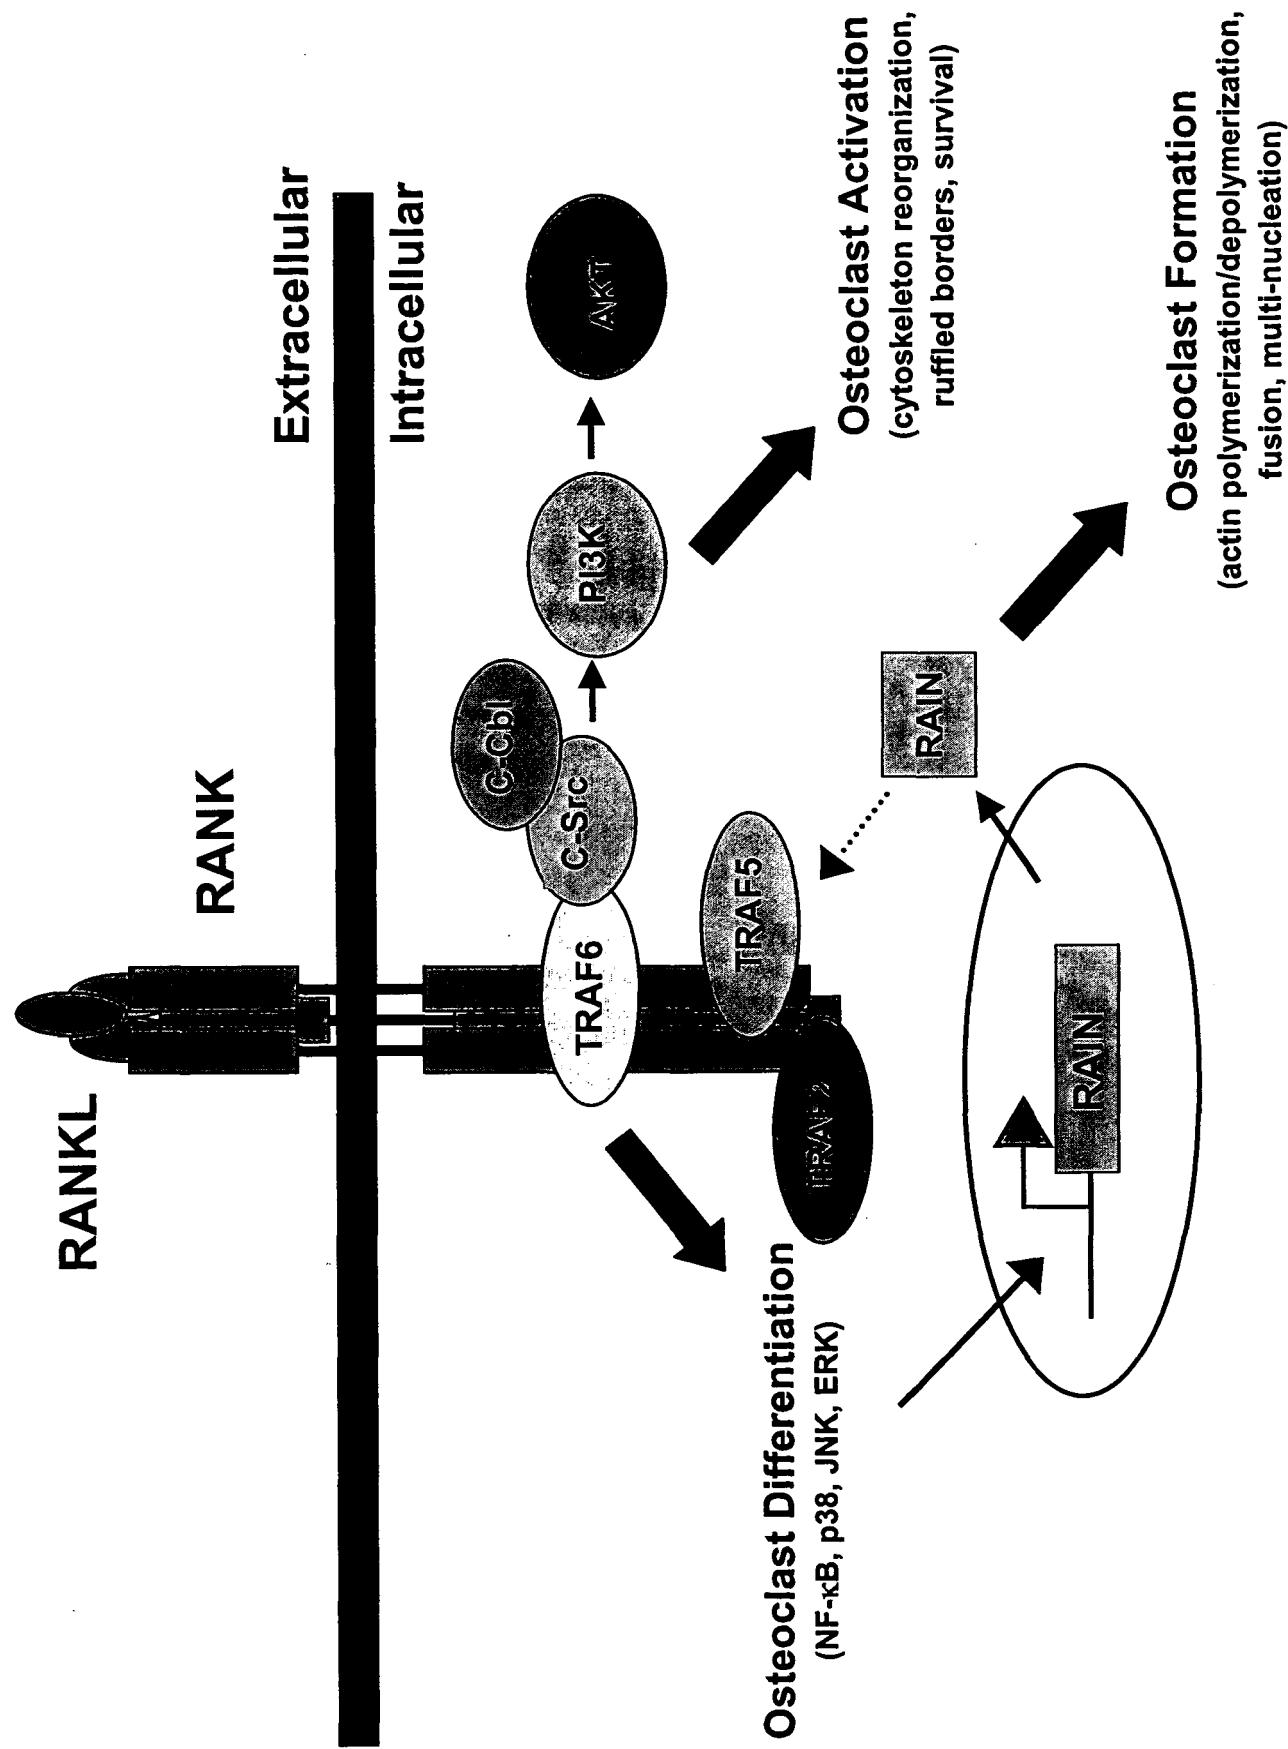 RANKL
RANK
Extracellular
Intracellular
C-Cbl
TRAF6
C-Src
PI3K
AKT
TRAF5
TRAF2
Osteoclast Differentiation
(NF-κB, p38, JNK, ERK)
Osteoclast Activation
(cytoskeleton reorganization,
ruffled borders, survival)
RAIN
RAIN
Osteoclast Formation
(actin polymerization/depolymerization,
fusion, multi-nucleation)